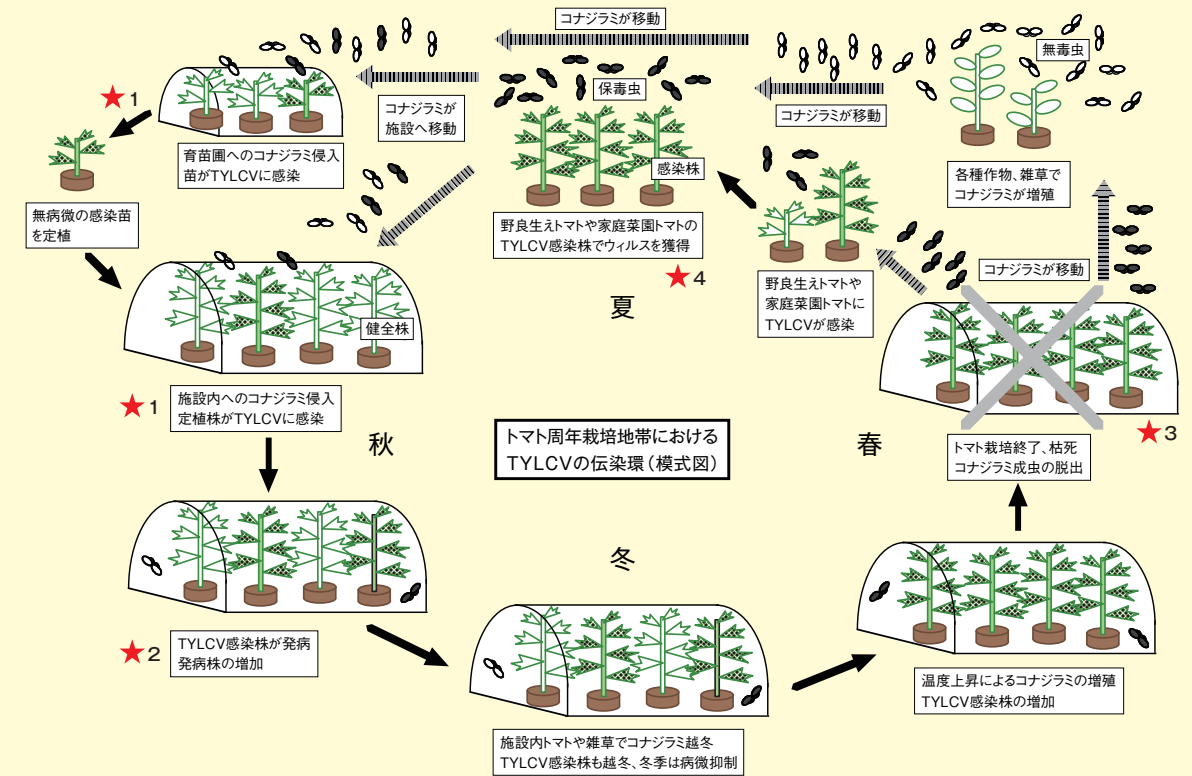 コナジラミが移動
無毒虫
保毒虫
コナジラミが移動
コナジラミが
施設へ移動
★1
育苗圃へのコナジラミ侵入
苗がTYLCVに感染
感染株
各種作物、雑草で
コナジラミが増殖
無病徴の感染苗
を定植
野良生えトマトや家庭菜園トマトの
TYLCV感染株でウィルスを獲得
★4
コナジラミが移動
野良生えトマトや
家庭菜園トマトに
TYLCVが感染
夏
健全株
★1
施設内へのコナジラミ侵入
定植株がTYLCVに感染
秋
トマト周年栽培地帯における
TYLCVの伝染環(模式図)
春
★3
トマト栽培終了、枯死
コナジラミ成虫の脱出
冬
★2
TYLCV感染株が発病
発病株の増加
温度上昇によるコナジラミの増殖
TYLCV感染株の増加
施設内トマトや雑草でコナジラミ越冬
TYLCV感染株も越冬、冬季は病徴抑制